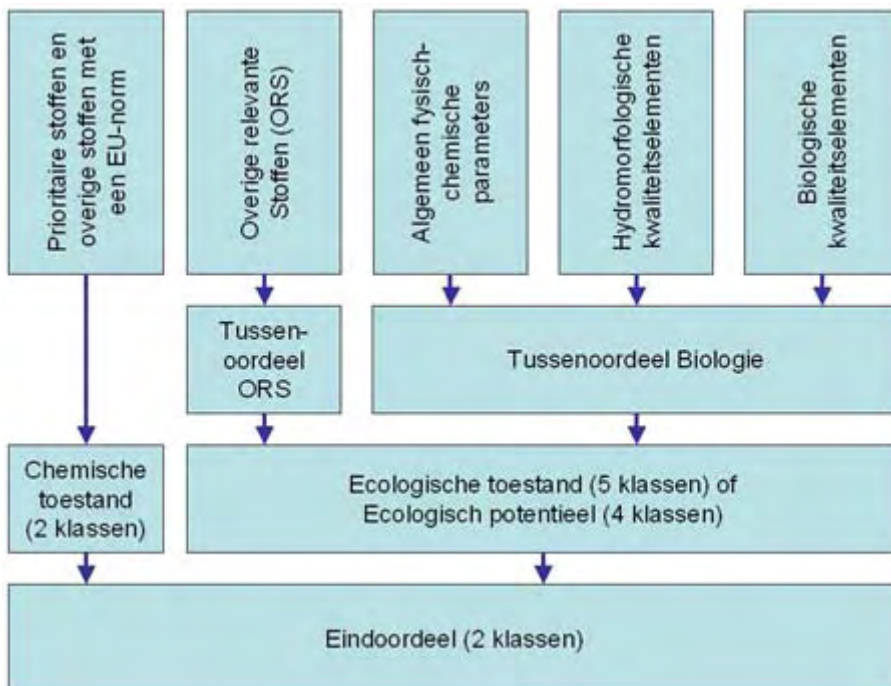 Prioritaire stoffen en
overige stoffen met
een EU-norm
Overige relevante
Stoffen (ORS)
Algemeen fysisch-
chemische
parameters
Hydromorfologische
kwaliteitselementen
Biologische
kwaliteitselementen
Tussen-
oordeel
ORS
Tussenoordeel Biologie
Chemische
toestand
(2 klassen)
Ecologische toestand (5 klassen) of
Ecologisch potentieel (4 klassen)
Eindoordeel (2 klassen)